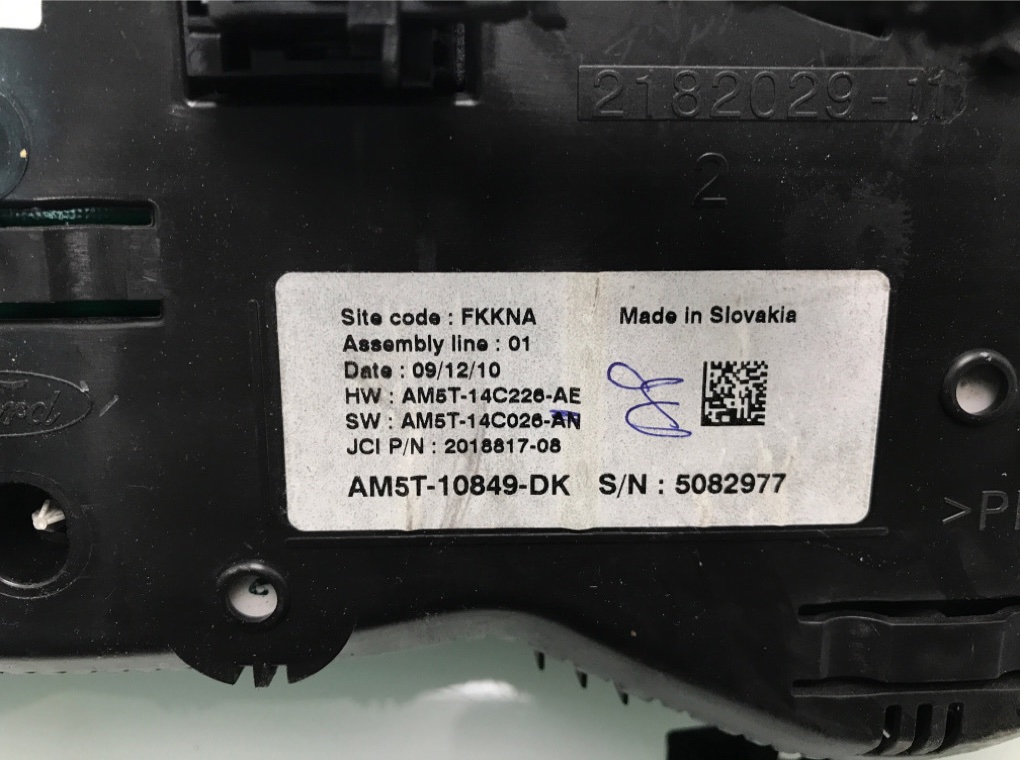 2182029-11
2
Site code : FKKNA
Made in Slovakia
Assembly line : 01
Date : 09/12/10
HW : AM5T-14C226-AE
SW : AM5T-14C026-AN
JCI P/N : 2018817-08
AM5T-10849-DK S/N : 5082977
Ford
>P